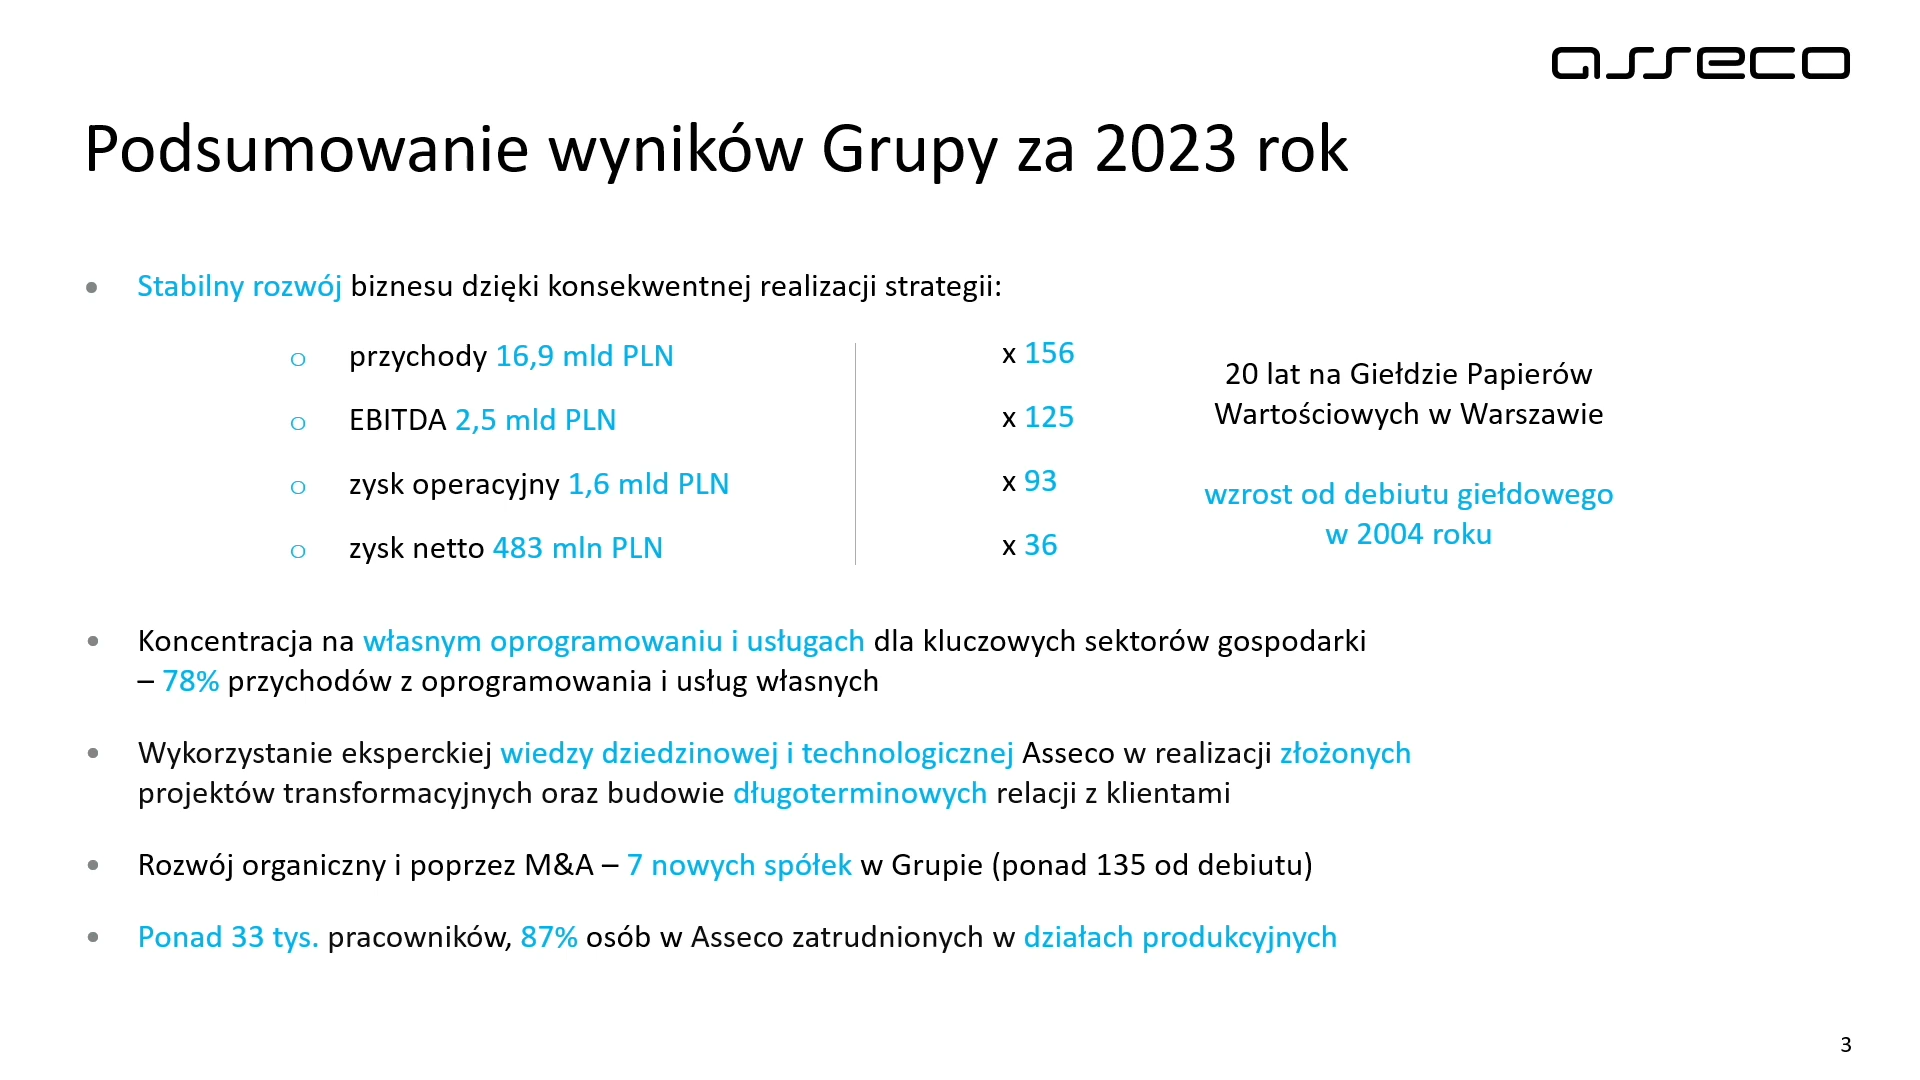 asseco
Podsumowanie wyników Grupy za 2023 rok
• Stabilny rozwój biznesu dzięki konsekwentnej realizacji strategii:
o przychody 16,9 mld PLN
x 156
o EBITDA 2,5 mld PLN
x 125
o zysk operacyjny 1,6 mld PLN
x 93
o zysk netto 483 mln PLN
x 36
20 lat na Giełdzie Papierów
Wartościowych w Warszawie
wzrost od debiutu giełdowego
w 2004 roku
• Koncentracja na własnym oprogramowaniu i usługach dla kluczowych sektorów gospodarki
– 78% przychodów z oprogramowania i usług własnych
• Wykorzystanie eksperckiej wiedzy dziedzinowej i technologicznej Asseco w realizacji złożonych
projektów transformacyjnych oraz budowie długoterminowych relacji z klientami
• Rozwój organiczny i poprzez M&A – 7 nowych spółek w Grupie (ponad 135 od debiutu)
• Ponad 33 tys. pracowników, 87% osób w Asseco zatrudnionych w działach produkcyjnych
3